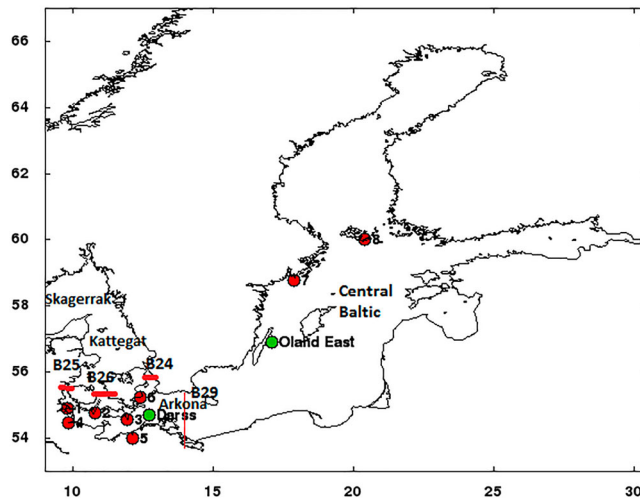 66
64
62
60
58
56
54
10
15
20
25
30
Skagerrak
Kattegat
B25
B26
B24
B29
Arkona
Darss
Oland East
Central
Baltic
1
2
3
4
5
6
7
8